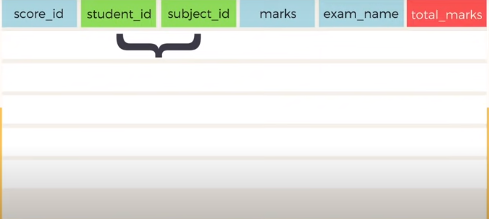 score_id student_id subject_id marks exam_name total_marks